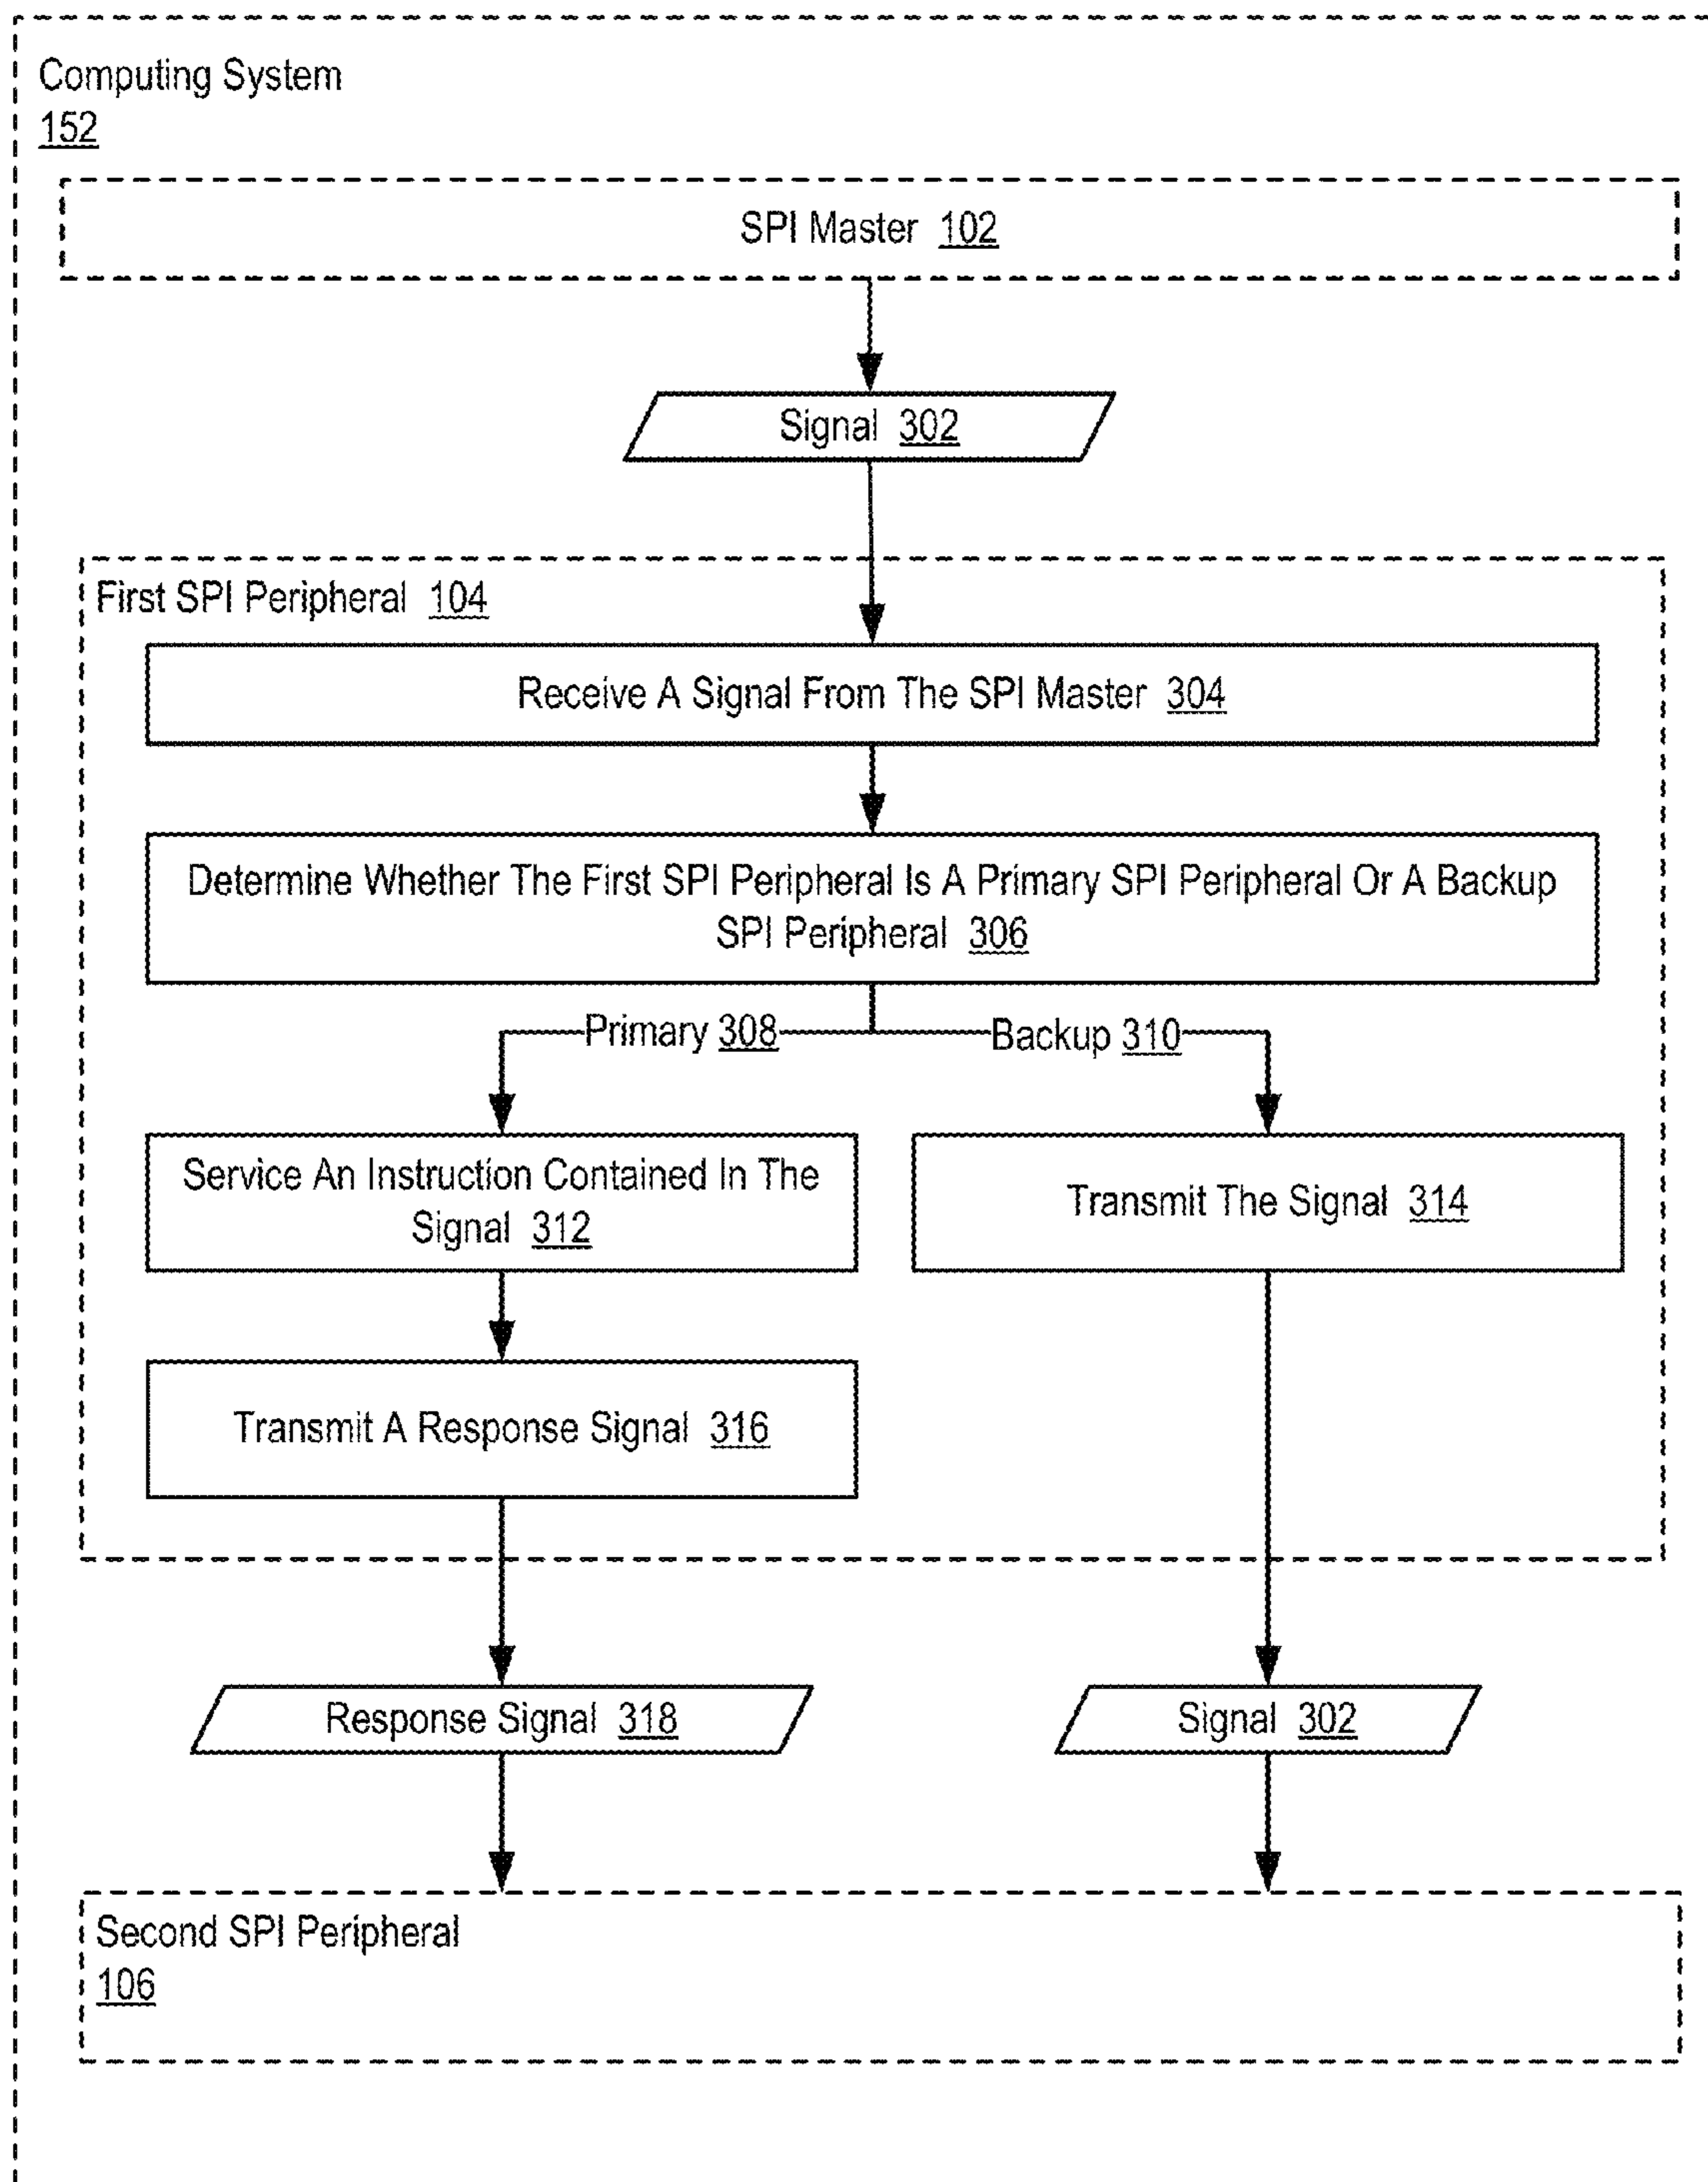 Computing System
152
SPI Master 102
Signal 302
First SPI Peripheral 104
Receive A Signal From The SPI Master 304
Determine Whether The First SPI Peripheral Is A Primary SPI Peripheral Or A Backup
SPI Peripheral 306
Primary 308
Backup 310
Service An Instruction Contained In The
Signal 312
Transmit The Signal 314
Transmit A Response Signal 316
Response Signal 318
Signal 302
Second SPI Peripheral
106